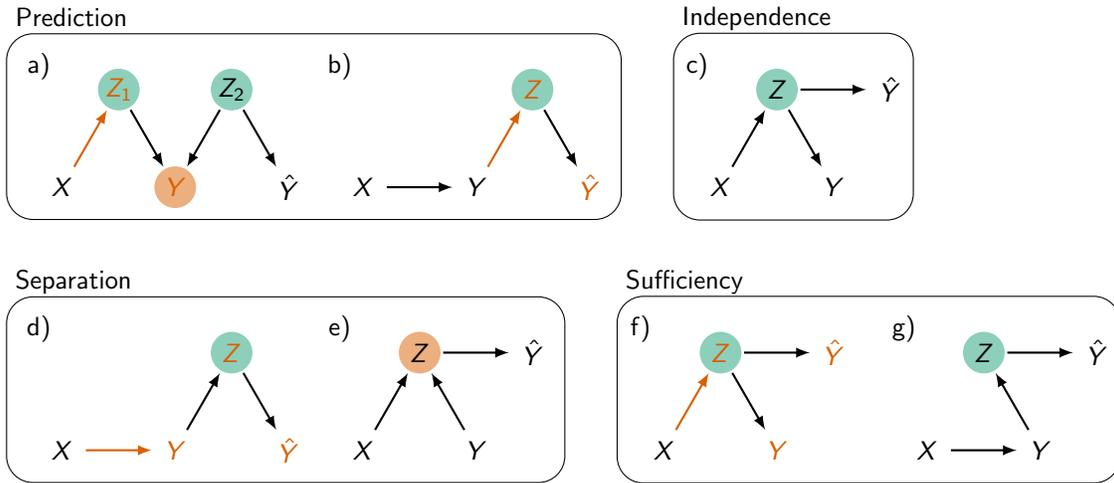 Prediction
Independence
a)
Z₁
Z₂
X
Y
Ŷ
b)
Z
X
Y
Ŷ
c)
Z
Ŷ
X
Y
Separation
Sufficiency
d)
Z
X
Y
Ŷ
e)
Z
Ŷ
X
Y
f)
Z
Ŷ
X
Y
g)
Z
Ŷ
X
Y